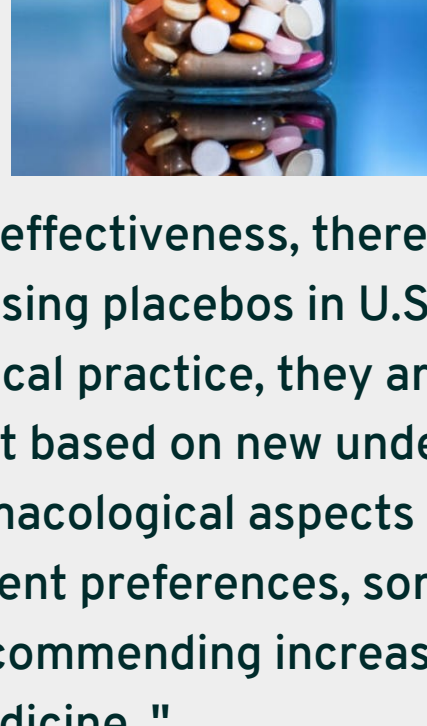 effectiveness, there
sing placebos in U.S
cal practice, they ar
t based on new unde
nacological aspects
ent preferences, sor
commending increas
dicine. "